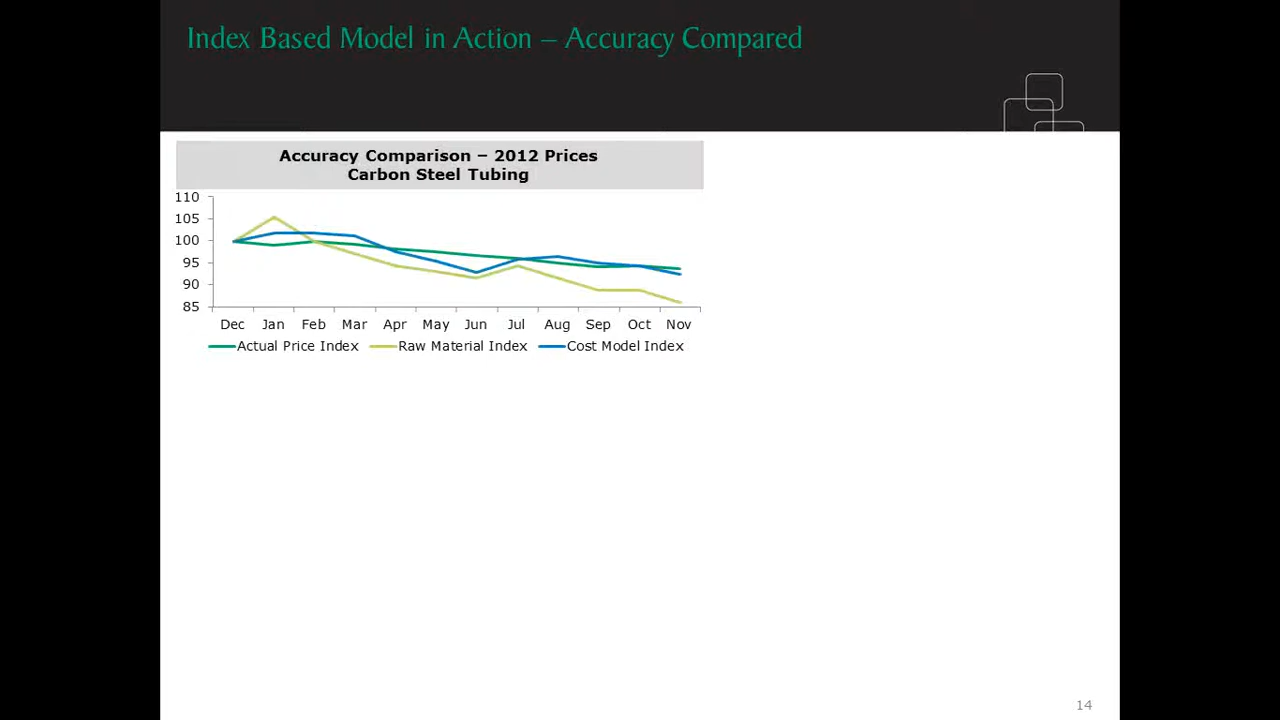 Index Based Model in Action – Accuracy Compared
Accuracy Comparison – 2012 Prices
Carbon Steel Tubing
110
105
100
95
90
85
Dec Jan Feb Mar Apr May Jun Jul Aug Sep Oct Nov
Actual Price Index Raw Material Index Cost Model Index
14